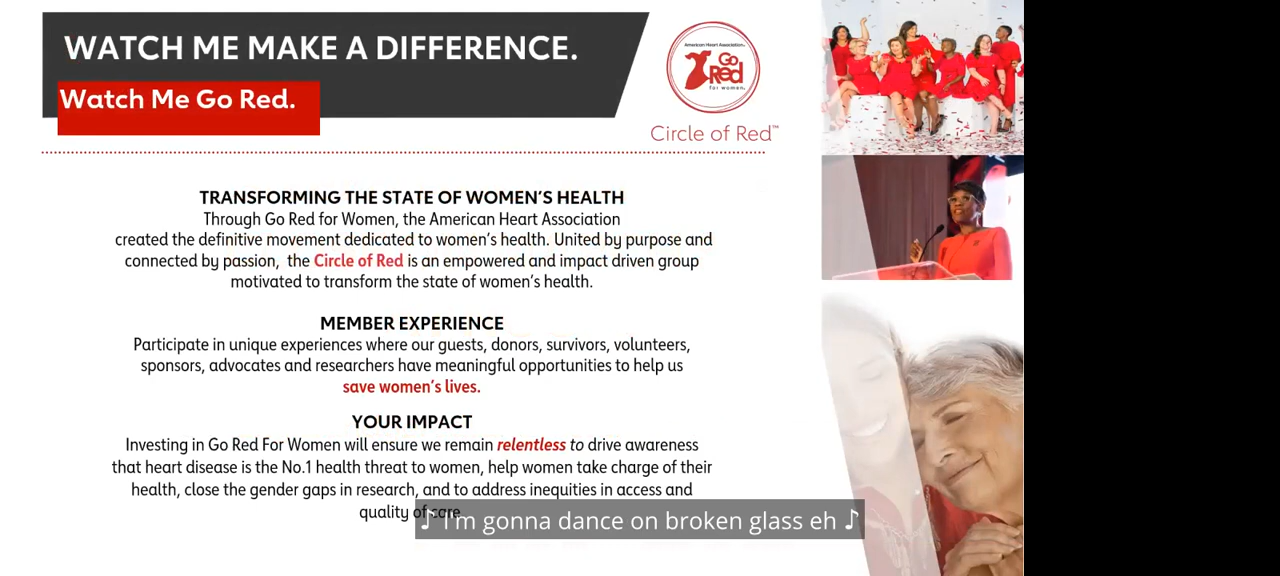 WATCH ME MAKE A DIFFERENCE.
Watch Me Go Red.
American Heart Association®
Go
Red
for women®
Circle of Red™
TRANSFORMING THE STATE OF WOMEN'S HEALTH
Through Go Red for Women, the American Heart Association
created the definitive movement dedicated to women's health. United by purpose and
connected by passion, the Circle of Red is an empowered and impact driven group
motivated to transform the state of women's health.
MEMBER EXPERIENCE
Participate in unique experiences where our guests, donors, survivors, volunteers,
sponsors, advocates and researchers have meaningful opportunities to help us
save women's lives.
YOUR IMPACT
Investing in Go Red For Women will ensure we remain relentless to drive awareness
that heart disease is the No.1 health threat to women, help women take charge of their
health, close the gender gaps in research, and to address inequities in access and
quality of care.
♪ I'm gonna dance on broken glass eh ♪